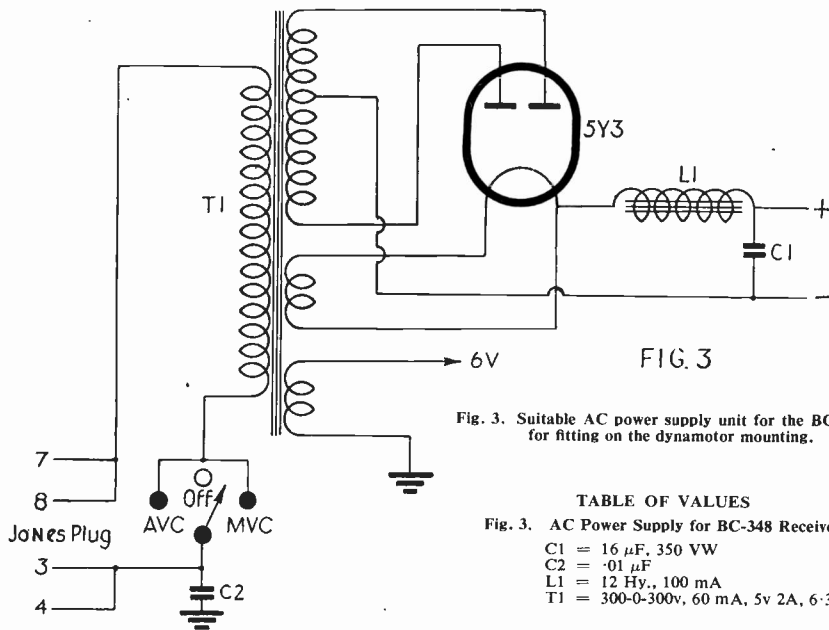 T1
5Y3
L1
+
C1
−
6V
FIG. 3
Fig. 3. Suitable AC power supply unit for the BC
for fitting on the dynamotor mounting.
7
8
Off
AVC
MVC
Jones Plug
3
4
C2
TABLE OF VALUES
Fig. 3. AC Power Supply for BC-348 Receive
C1 = 16 μF, 350 VW
C2 = ·01 μF
L1 = 12 Hy., 100 mA
T1 = 300-0-300v, 60 mA, 5v 2A, 6·3